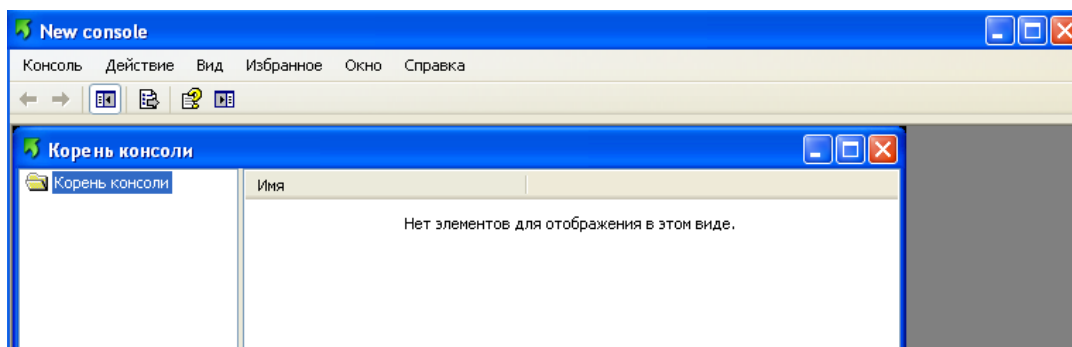 New console
Консоль Действие Вид Избранное Окно Справка
Корень консоли
Корень консоли Имя
Нет элементов для отображения в этом виде.